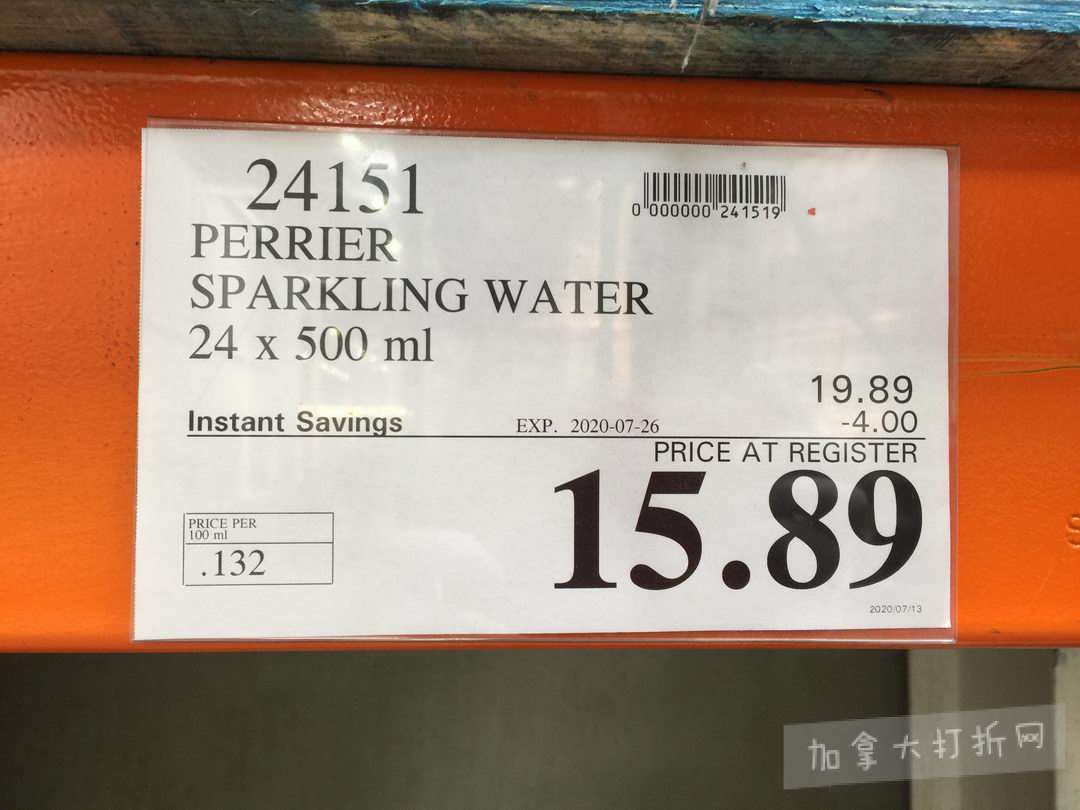 24151
0 000000 241519
PERRIER
SPARKLING WATER
24 x 500 ml
19.89
Instant Savings EXP. 2020-07-26 -4.00
PRICE AT REGISTER
15.89
PRICE PER
100 ml
.132
2020/07/13
加拿大打折网